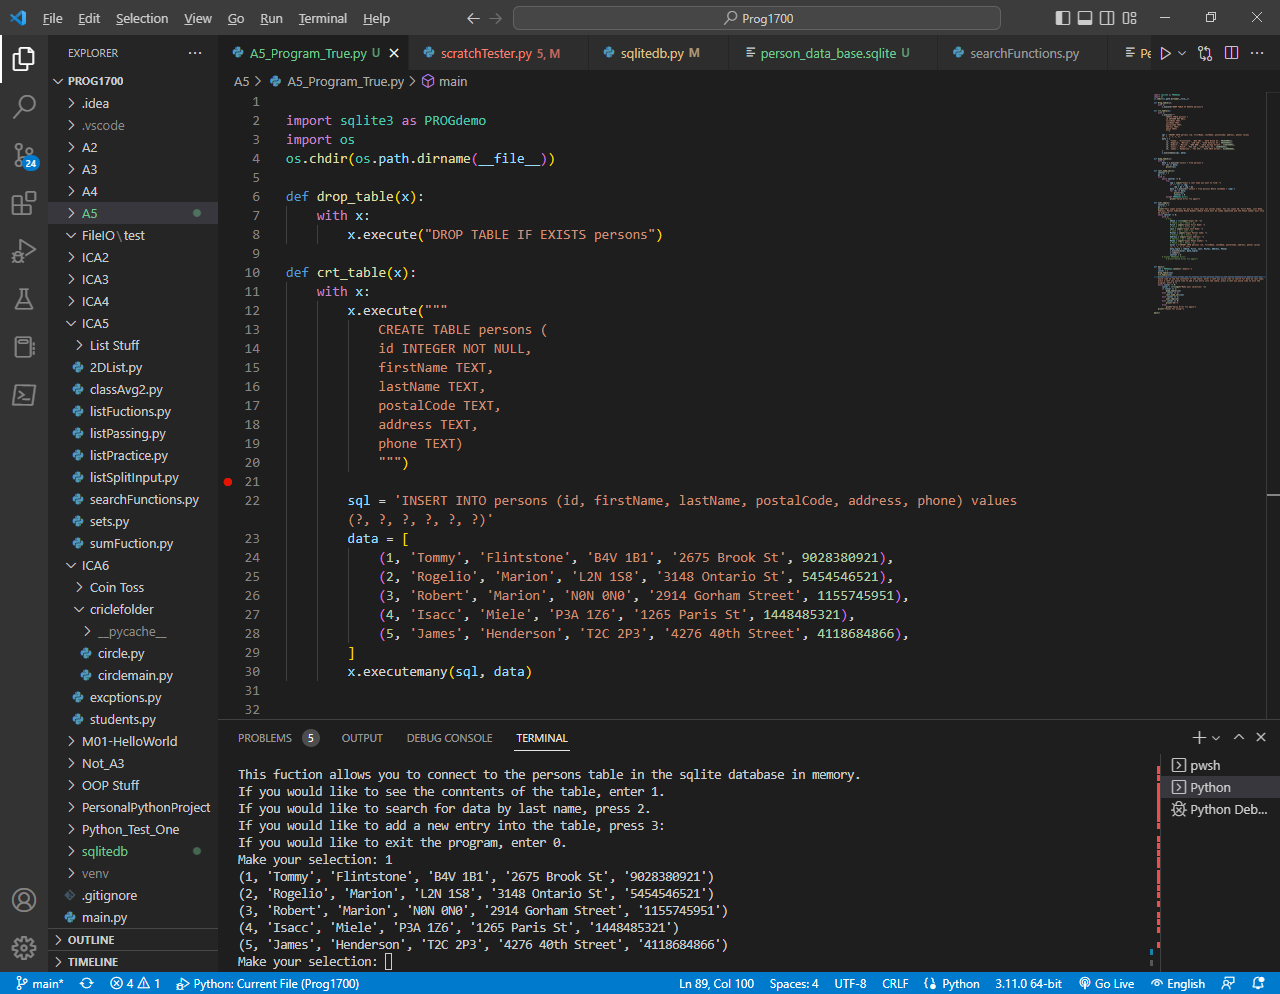 File Edit Selection View Go Run Terminal Help Prog1700
EXPLORER
A5_Program_True.py U scratchTester.py 5, M sqlitedb.py M person_data_base.sqlite U searchFunctions.py Pe
A5 > A5_Program_True.py > main
PROG1700
.idea
.vscode
A2
A3
A4
A5
FileIO\test
ICA2
ICA3
ICA4
ICA5
List Stuff
2DList.py
classAvg2.py
listFuctions.py
listPassing.py
listPractice.py
listSplitInput.py
searchFunctions.py
sets.py
sumFuction.py
ICA6
Coin Toss
criclefolder
__pycache__
circle.py
circlemain.py
excptions.py
students.py
M01-HelloWorld
Not_A3
OOP Stuff
PersonalPythonProject
Python_Test_One
sqlitedb
venv
.gitignore
main.py
OUTLINE
TIMELINE
24
1
2 import sqlite3 as PROGdemo
3 import os
4 os.chdir(os.path.dirname(__file__))
5
6 def drop_table(x):
7 with x:
8 x.execute("DROP TABLE IF EXISTS persons")
9
10 def crt_table(x):
11 with x:
12 x.execute("""
13 CREATE TABLE persons (
14 id INTEGER NOT NULL,
15 firstName TEXT,
16 lastName TEXT,
17 postalCode TEXT,
18 address TEXT,
19 phone TEXT)
20 """)
21
22 sql = 'INSERT INTO persons (id, firstName, lastName, postalCode, address, phone) values
(?, ?, ?, ?, ?, ?)'
23 data = [
24 (1, 'Tommy', 'Flintstone', 'B4V 1B1', '2675 Brook St', 9028380921),
25 (2, 'Rogelio', 'Marion', 'L2N 1S8', '3148 Ontario St', 5454546521),
26 (3, 'Robert', 'Marion', 'N0N 0N0', '2914 Gorham Street', 1155745951),
27 (4, 'Isacc', 'Miele', 'P3A 1Z6', '1265 Paris St', 1448485321),
28 (5, 'James', 'Henderson', 'T2C 2P3', '4276 40th Street', 4118684866),
29 ]
30 x.executemany(sql, data)
31
32
PROBLEMS 5 OUTPUT DEBUG CONSOLE TERMINAL
This fuction allows you to connect to the persons table in the sqlite database in memory.
If you would like to see the conntents of the table, enter 1.
If you would like to search for data by last name, press 2.
If you would like to add a new entry into the table, press 3:
If you would like to exit the program, enter 0.
Make your selection: 1
(1, 'Tommy', 'Flintstone', 'B4V 1B1', '2675 Brook St', '9028380921')
(2, 'Rogelio', 'Marion', 'L2N 1S8', '3148 Ontario St', '5454546521')
(3, 'Robert', 'Marion', 'N0N 0N0', '2914 Gorham Street', '1155745951')
(4, 'Isacc', 'Miele', 'P3A 1Z6', '1265 Paris St', '1448485321')
(5, 'James', 'Henderson', 'T2C 2P3', '4276 40th Street', '4118684866')
Make your selection:
pwsh
Python
Python Deb...
main* 4 1 Python: Current File (Prog1700) Ln 89, Col 100 Spaces: 4 UTF-8 CRLF Python 3.11.0 64-bit Go Live English